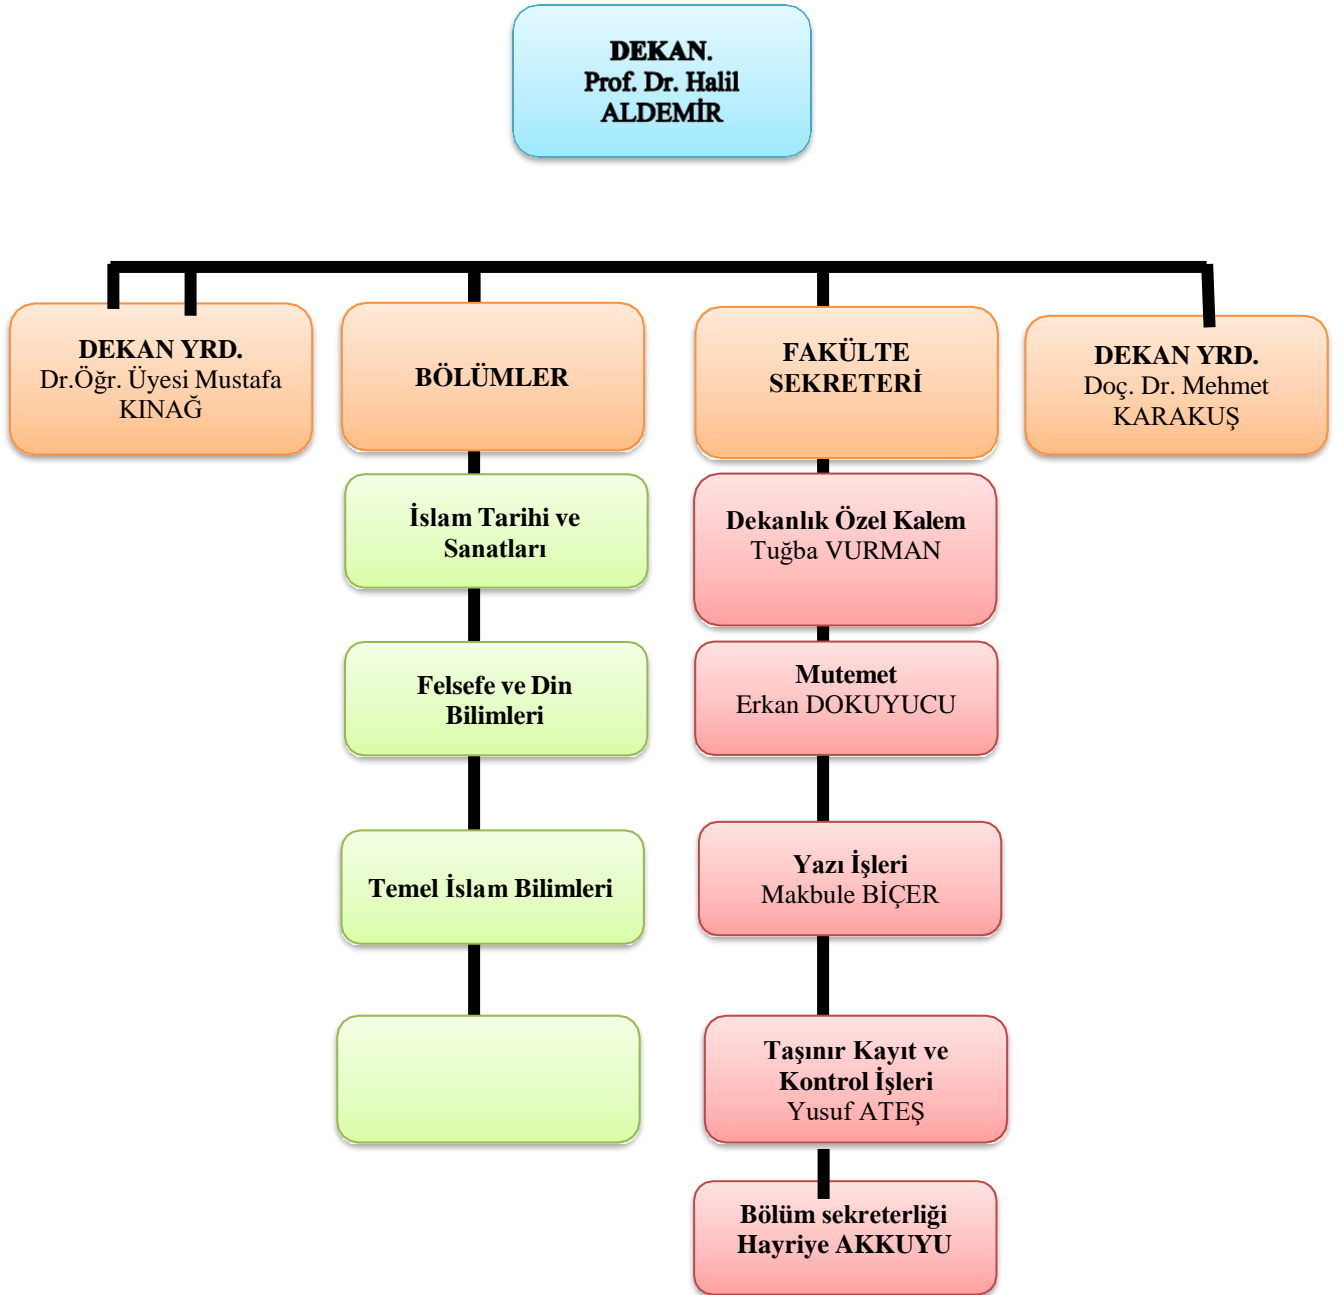 DEKAN.
Prof. Dr. Halil
ALDEMİR
DEKAN YRD.
Dr.Öğr. Üyesi Mustafa
KINAĞ
BÖLÜMLER
FAKÜLTE
SEKRETERİ
DEKAN YRD.
Doç. Dr. Mehmet
KARAKUŞ
İslam Tarihi ve
Sanatları
Felsefe ve Din
Bilimleri
Temel İslam Bilimleri
Dekanlık Özel Kalem
Tuğba VURMAN
Mutemet
Erkan DOKUYUCU
Yazı İşleri
Makbule BİÇER
Taşınır Kayıt ve
Kontrol İşleri
Yusuf ATEŞ
Bölüm sekreterliği
Hayriye AKKUYU